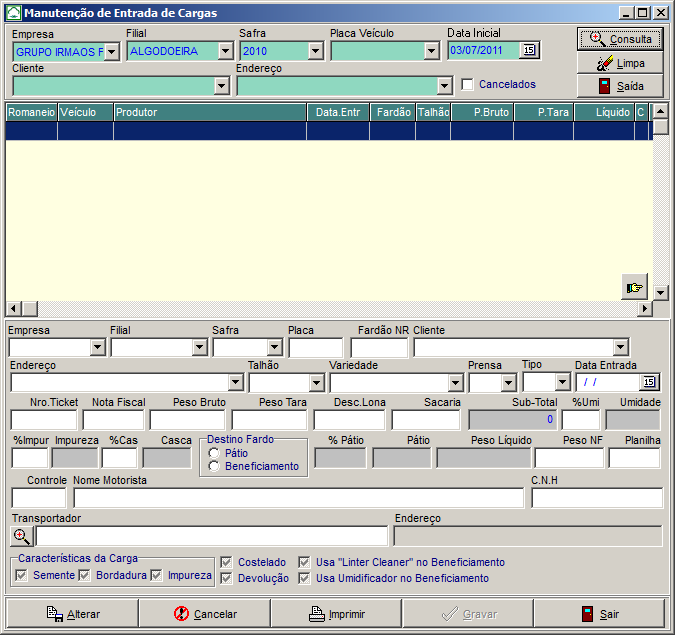 Manutenção de Entrada de Cargas
Empresa Filial Safra Placa Veículo Data Inicial
GRUPO IRMAOS F ALGODOEIRA 2010 03/07/2011 15 Consulta
Limpa
Cliente Endereço
Cancelados Saída
Romaneio Veículo Produtor Data.Entr Fardão Talhão P.Bruto P.Tara Líquido C
Empresa Filial Safra Placa Fardão NR Cliente
Endereço Talhão Variedade Prensa Tipo Data Entrada
/ / 15
Nro.Ticket Nota Fiscal Peso Bruto Peso Tara Desc.Lona Sacaria Sub-Total %Umi Umidade
0
%Impur Impureza %Cas Casca Destino Fardo % Pátio Pátio Peso Líquido Peso NF Planilha
Pátio
Beneficiamento
Controle Nome Motorista C.N.H
Transportador Endereço
Características da Carga
Semente Bordadura Impureza
Costelado Usa "Linter Cleaner" no Beneficiamento
Devolução Usa Umidificador no Beneficiamento
Alterar Cancelar Imprimir Gravar Sair